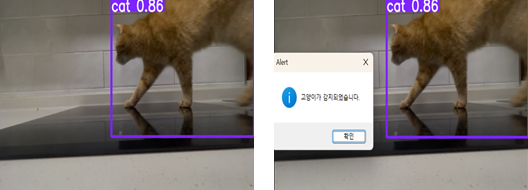 cat 0.86
cat 0.86
Alert
X
고양이가 감지되었습니다.
확인